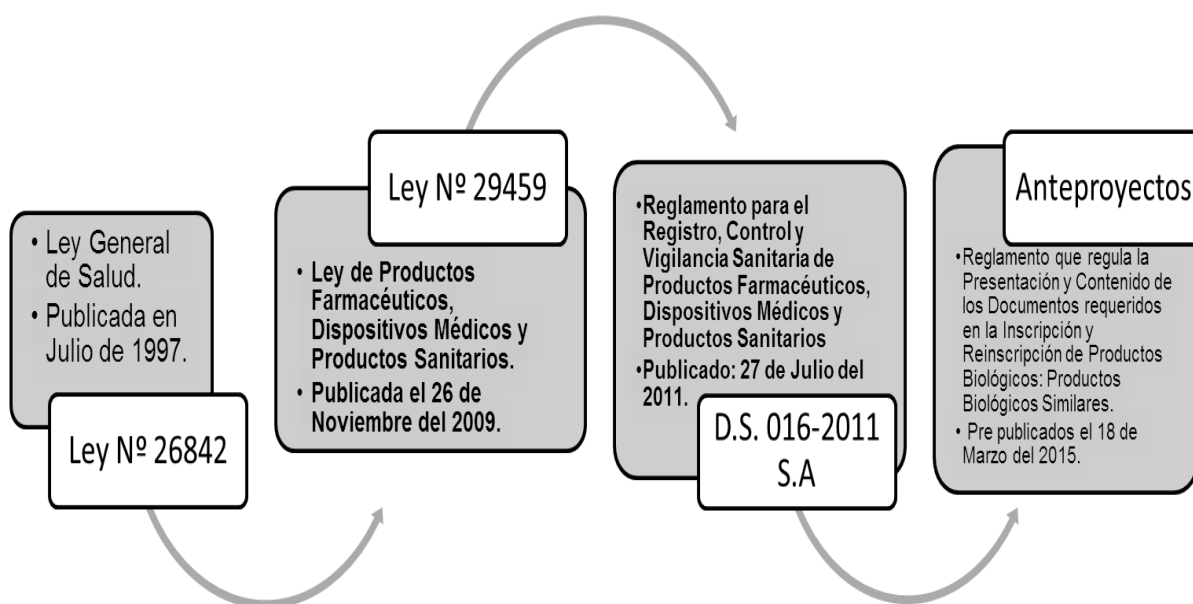 • Ley General
de Salud.
• Publicada en
Julio de 1997.
Ley Nº 26842
Ley Nº 29459
• Ley de Productos
Farmacéuticos,
Dispositivos Médicos y
Productos Sanitarios.
• Publicada el 26 de
Noviembre del 2009.
•Reglamento para el
Registro, Control y
Vigilancia Sanitaria de
Productos Farmacéuticos,
Dispositivos Médicos y
Productos Sanitarios
•Publicado: 27 de Julio del
2011.
D.S. 016-2011
S.A
Anteproyectos
•Reglamento que regula la
Presentación y Contenido de
los Documentos requeridos
en la Inscripción y
Reinscripción de Productos
Biológicos: Productos
Biológicos Similares.
• Pre publicados el 18 de
Marzo del 2015.